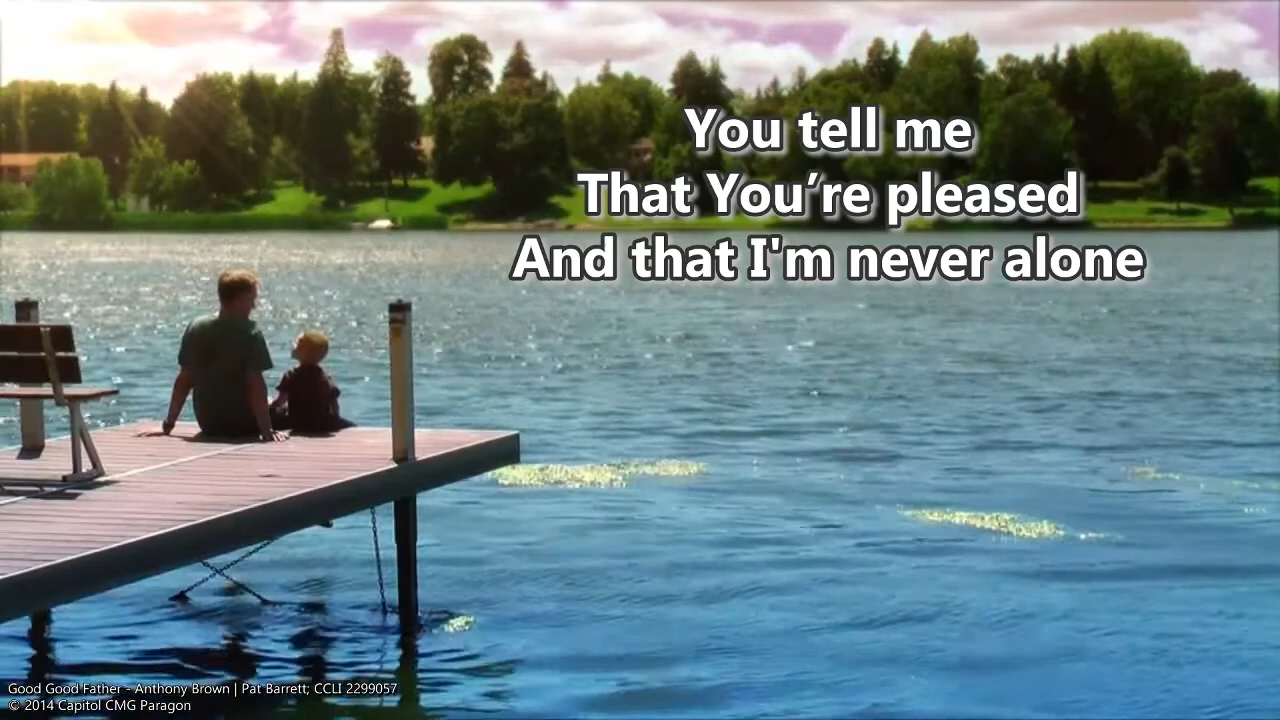 You tell me
That You’re pleased
And that I'm never alone
Good Good Father - Anthony Brown | Pat Barrett; CCLI 2299057
© 2014 Capitol CMG Paragon